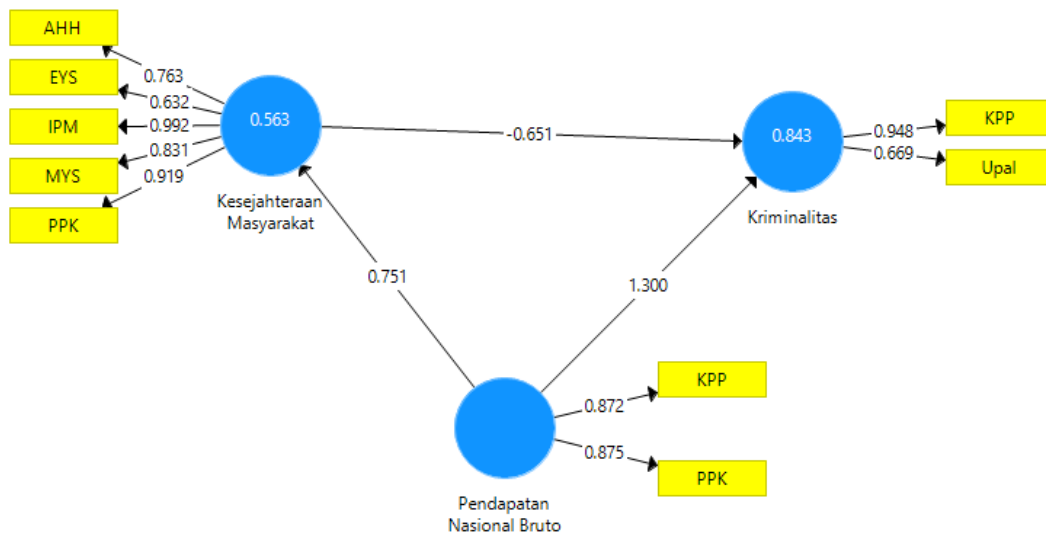 AHH
EYS
IPM
MYS
PPK
0.763
0.632
0.992
0.831
0.919
0.563
Kesejahteraan
Masyarakat
-0.651
0.843
Kriminalitas
0.948
0.669
KPP
Upal
0.751
1.300
Pendapatan
Nasional Bruto
0.872
0.875
KPP
PPK